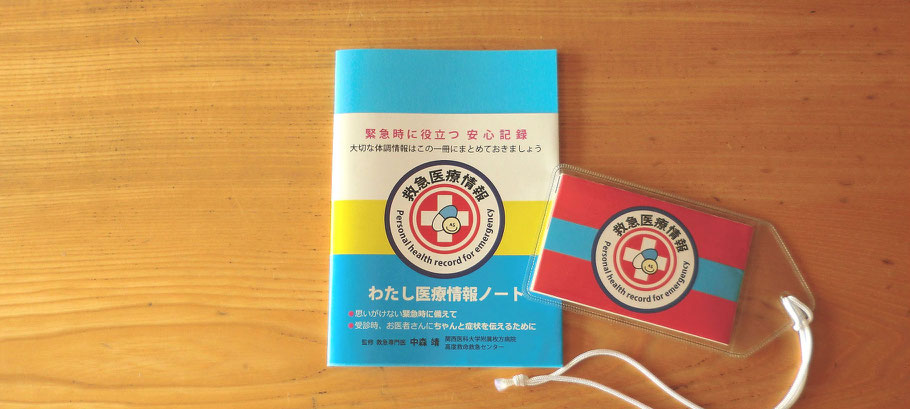 緊急時に役立つ 安心記録
大切な体調情報はこの一冊にまとめておきましょう
救急医療情報
Personal health record for emergency
わたし医療情報ノート
●思いがけない緊急時に備えて
●受診時、お医者さんにちゃんと症状を伝えるために
監修 救急専門医 中森 靖 関西医科大学附属枚方病院
高度救命救急センター
救急医療情報
Personal health record for emergency